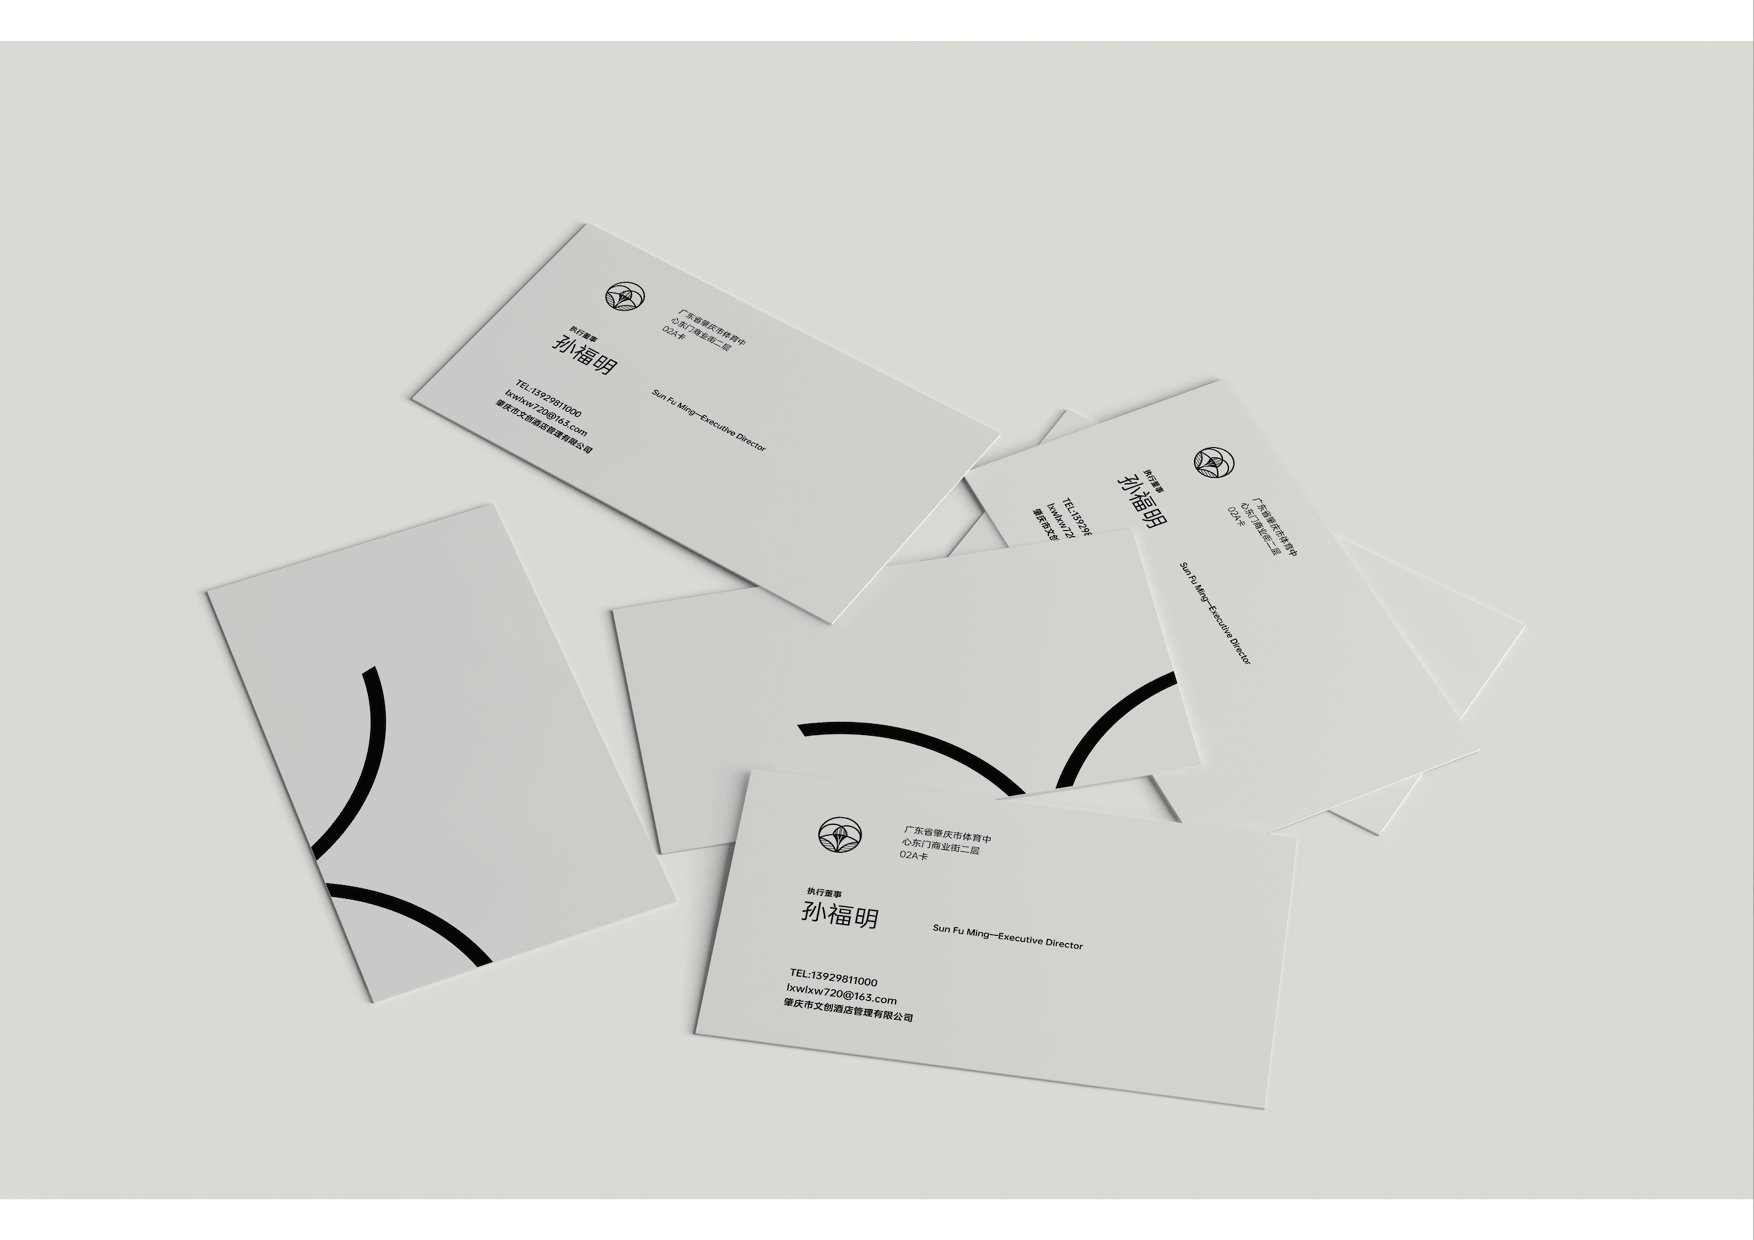 广东省肇庆市体育中
心东门商业街二层
02A卡
执行董事
孙福明
Sun Fu Ming—Executive Director
TEL:13929811000
lxwlxw720@163.com
肇庆市文创酒店管理有限公司
广东省肇庆市体育中
心东门商业街二层
02A卡
执行董事
孙福明
Sun Fu Ming—Executive Director
TEL:139298
lxwlxw72
肇庆市文创
广东省肇庆市体育中
心东门商业街二层
02A卡
执行董事
孙福明
Sun Fu Ming—Executive Director
TEL:13929811000
lxwlxw720@163.com
肇庆市文创酒店管理有限公司